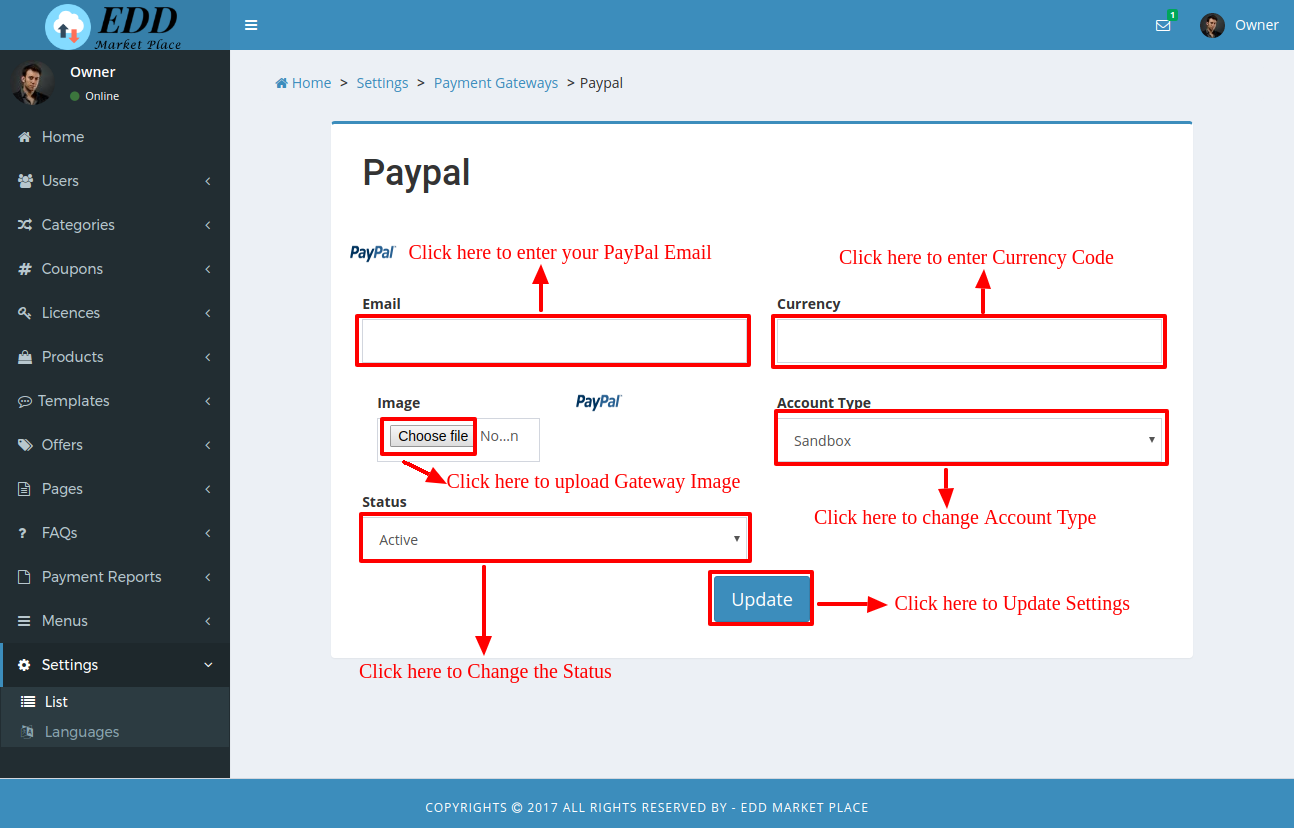 EDD
Market Place
1
Owner
Owner
Online
Home
Users
Categories
Coupons
Licences
Products
Templates
Offers
Pages
FAQs
Payment Reports
Menus
Settings
List
Languages
Home > Settings > Payment Gateways > Paypal
Paypal
PayPal Click here to enter your PayPal Email
Click here to enter Currency Code
Email
Currency
Image
PayPal
Account Type
Choose file No...n
Sandbox
Click here to upload Gateway Image
Status
Click here to change Account Type
Active
Update
Click here to Update Settings
Click here to Change the Status
COPYRIGHTS © 2017 ALL RIGHTS RESERVED BY - EDD MARKET PLACE